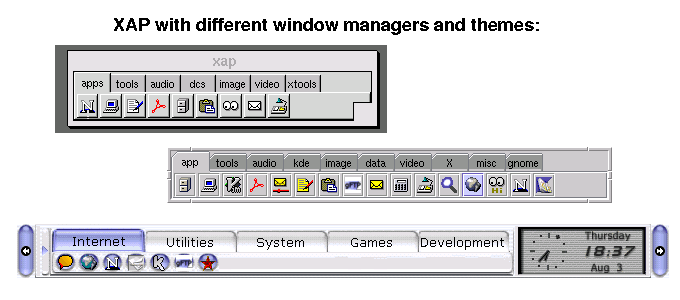 XAP with different window managers and themes:
xap
apps tools audio dcs image video xtools
app tools audio kde image data video X misc gnome
Internet Utilities System Games Development
Thursday
18:37
Aug 3